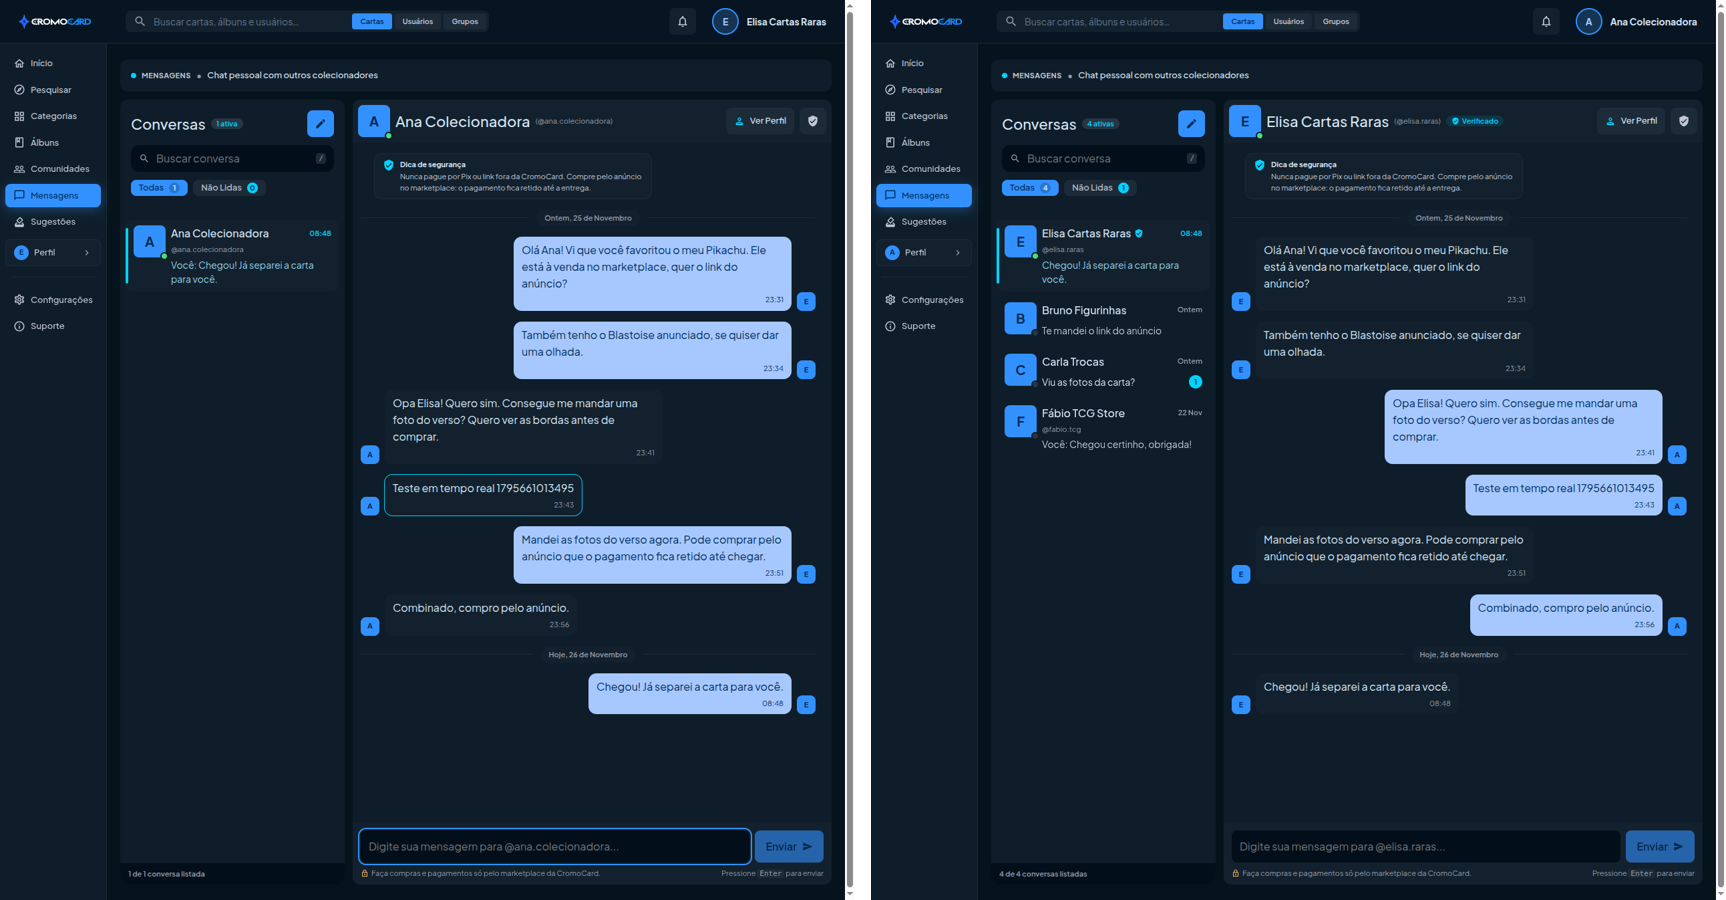 CROMOCARD
Buscar cartas, álbuns e usuários...
Cartas
Usuários
Grupos
E
Elisa Cartas Raras
Início
Pesquisar
Categorias
Álbuns
Comunidades
Mensagens
Sugestões
E
Perfil
Configurações
Suporte
MENSAGENS • Chat pessoal com outros colecionadores
Conversas
1 ativa
Buscar conversa
/
Todas 1
Não Lidas 0
A
Ana Colecionadora
08:48
@ana.colecionadora
Você: Chegou! Já separei a carta
para você.
1 de 1 conversa listada
A
Ana Colecionadora (@ana.colecionadora)
Ver Perfil
Dica de segurança
Nunca pague por Pix ou link fora da CromoCard. Compre pelo anúncio
no marketplace: o pagamento fica retido até a entrega.
Ontem, 25 de Novembro
Olá Ana! Vi que você favoritou o meu Pikachu. Ele
está à venda no marketplace, quer o link do
anúncio?
23:31
E
Também tenho o Blastoise anunciado, se quiser dar
uma olhada.
23:34
E
Opa Elisa! Quero sim. Consegue me mandar uma
foto do verso? Quero ver as bordas antes de
comprar.
23:41
A
Teste em tempo real 1795661013495
23:43
A
Mandei as fotos do verso agora. Pode comprar pelo
anúncio que o pagamento fica retido até chegar.
23:51
E
Combinado, compro pelo anúncio.
23:56
A
Hoje, 26 de Novembro
Chegou! Já separei a carta para você.
08:48
E
Digite sua mensagem para @ana.colecionadora...
Enviar
Faça compras e pagamentos só pelo marketplace da CromoCard.
Pressione Enter para enviar
CROMOCARD
Buscar cartas, álbuns e usuários...
Cartas
Usuários
Grupos
A
Ana Colecionadora
Início
Pesquisar
Categorias
Álbuns
Comunidades
Mensagens
Sugestões
A
Perfil
Configurações
Suporte
MENSAGENS • Chat pessoal com outros colecionadores
Conversas
4 ativas
Buscar conversa
/
Todas 4
Não Lidas 1
E
Elisa Cartas Raras
08:48
@elisa.raras
Chegou! Já separei a carta para
você.
B
Bruno Figurinhas
Ontem
Te mandei o link do anúncio
C
Carla Trocas
Ontem
Viu as fotos da carta?
1
F
Fábio TCG Store
22 Nov
@fabio.tcg
Você: Chegou certinho, obrigada!
4 de 4 conversas listadas
E
Elisa Cartas Raras (@elisa.raras)
Verificado
Ver Perfil
Dica de segurança
Nunca pague por Pix ou link fora da CromoCard. Compre pelo anúncio
no marketplace: o pagamento fica retido até a entrega.
Ontem, 25 de Novembro
Olá Ana! Vi que você favoritou o meu Pikachu. Ele
está à venda no marketplace, quer o link do
anúncio?
23:31
E
Também tenho o Blastoise anunciado, se quiser dar
uma olhada.
23:34
E
Opa Elisa! Quero sim. Consegue me mandar uma
foto do verso? Quero ver as bordas antes de
comprar.
23:41
A
Teste em tempo real 1795661013495
23:43
A
Mandei as fotos do verso agora. Pode comprar pelo
anúncio que o pagamento fica retido até chegar.
23:51
E
Combinado, compro pelo anúncio.
23:56
A
Hoje, 26 de Novembro
Chegou! Já separei a carta para você.
08:48
E
Digite sua mensagem para @elisa.raras...
Enviar
Faça compras e pagamentos só pelo marketplace da CromoCard.
Pressione Enter para enviar